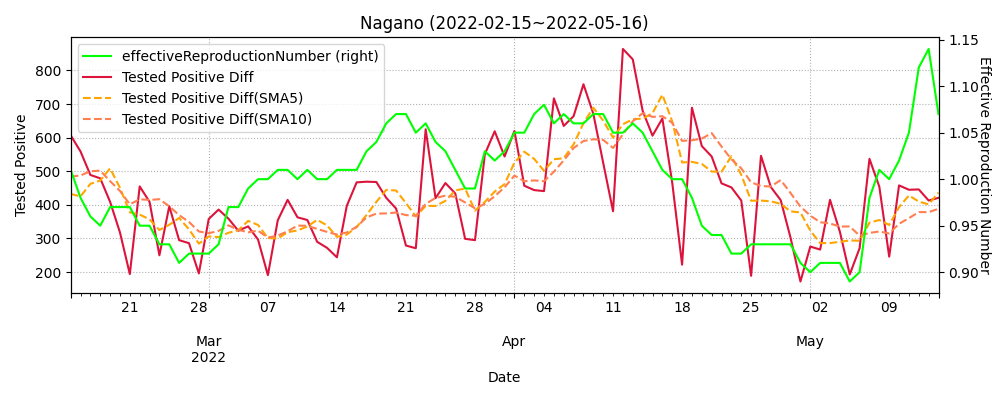 Nagano (2022-02-15~2022-05-16)
effectiveReproductionNumber (right)
Tested Positive Diff
Tested Positive Diff(SMA5)
Tested Positive Diff(SMA10)
Tested Positive
800
700
600
500
400
300
200
1.15
1.10
1.05
1.00
0.95
0.90
Effective Reproduction Number
21 28 07 14 21 28 04 11 18 25 02 09
Mar Apr May
2022
Date